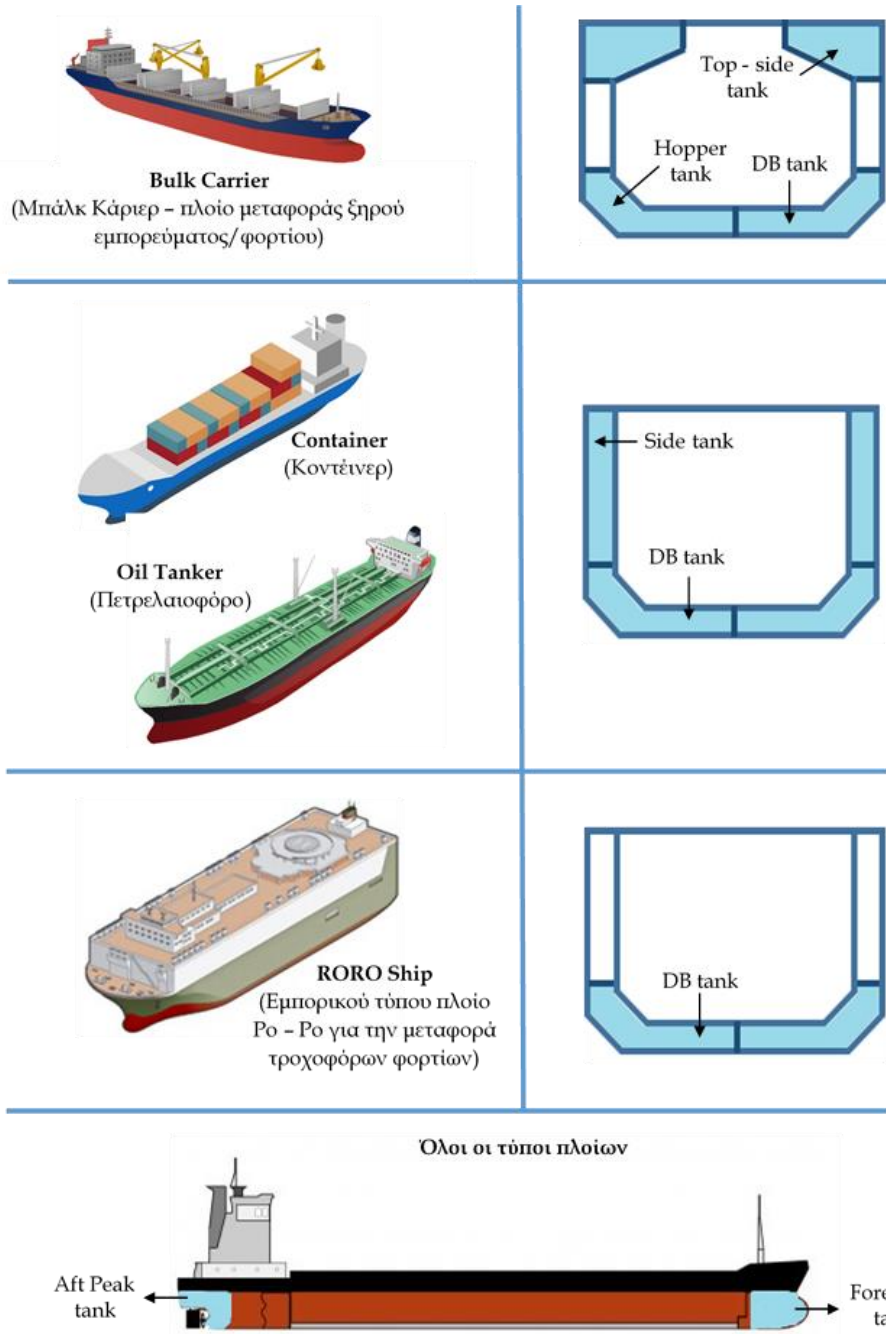 Top - side
tank
Hopper
tank
DB tank
Bulk Carrier
(Μπάλκ Κάριερ – πλοίο μεταφοράς ξηρού
εμπορεύματος/φορτίου)
Container
(Κοντέινερ)
Side tank
Oil Tanker
(Πετρελαιοφόρο)
DB tank
RORO Ship
(Εμπορικού τύπου πλοίο
Ρο – Ρο για την μεταφορά
τροχοφόρων φορτίων)
DB tank
Όλοι οι τύποι πλοίων
Aft Peak
tank
Fore
ta